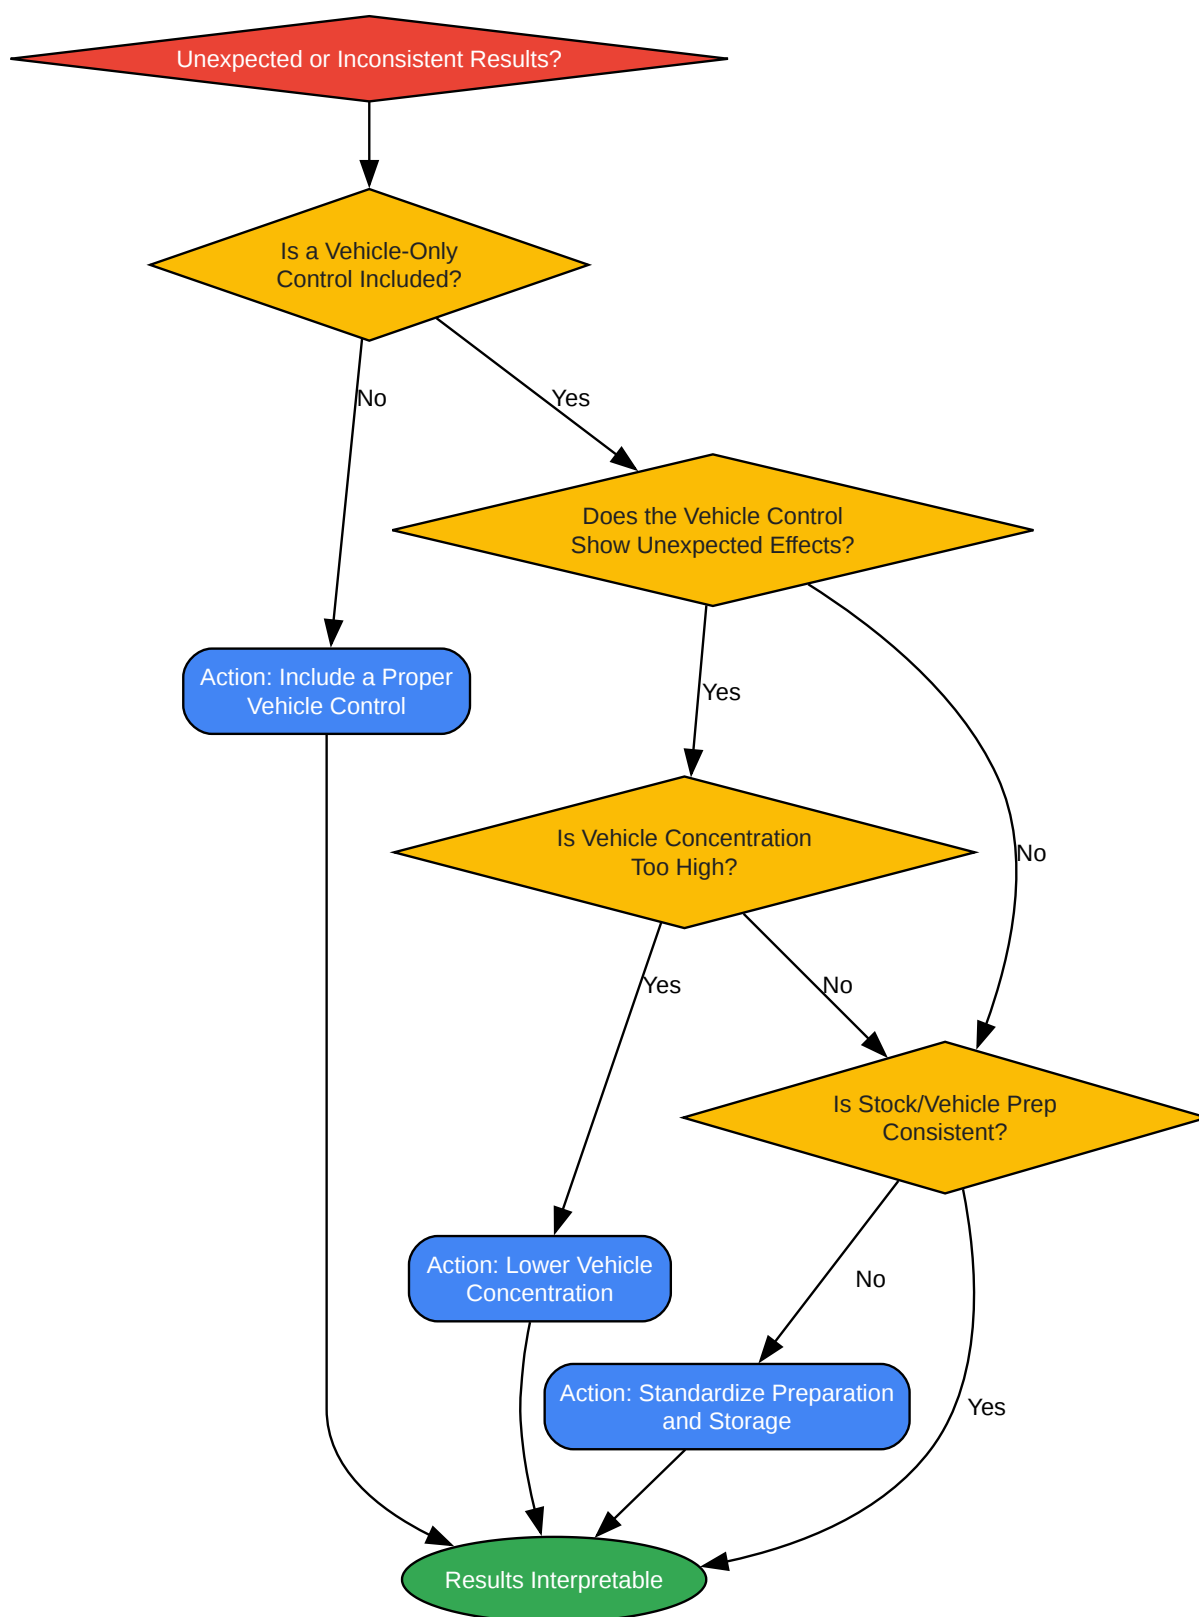 Unexpected or Inconsistent Results?
Is a Vehicle-Only
Control Included?
No
Yes
Does the Vehicle Control
Show Unexpected Effects?
Action: Include a Proper
Vehicle Control
Yes
No
Is Vehicle Concentration
Too High?
Yes
No
Is Stock/Vehicle Prep
Consistent?
Action: Lower Vehicle
Concentration
No
Action: Standardize Preparation
and Storage
Yes
Results Interpretable